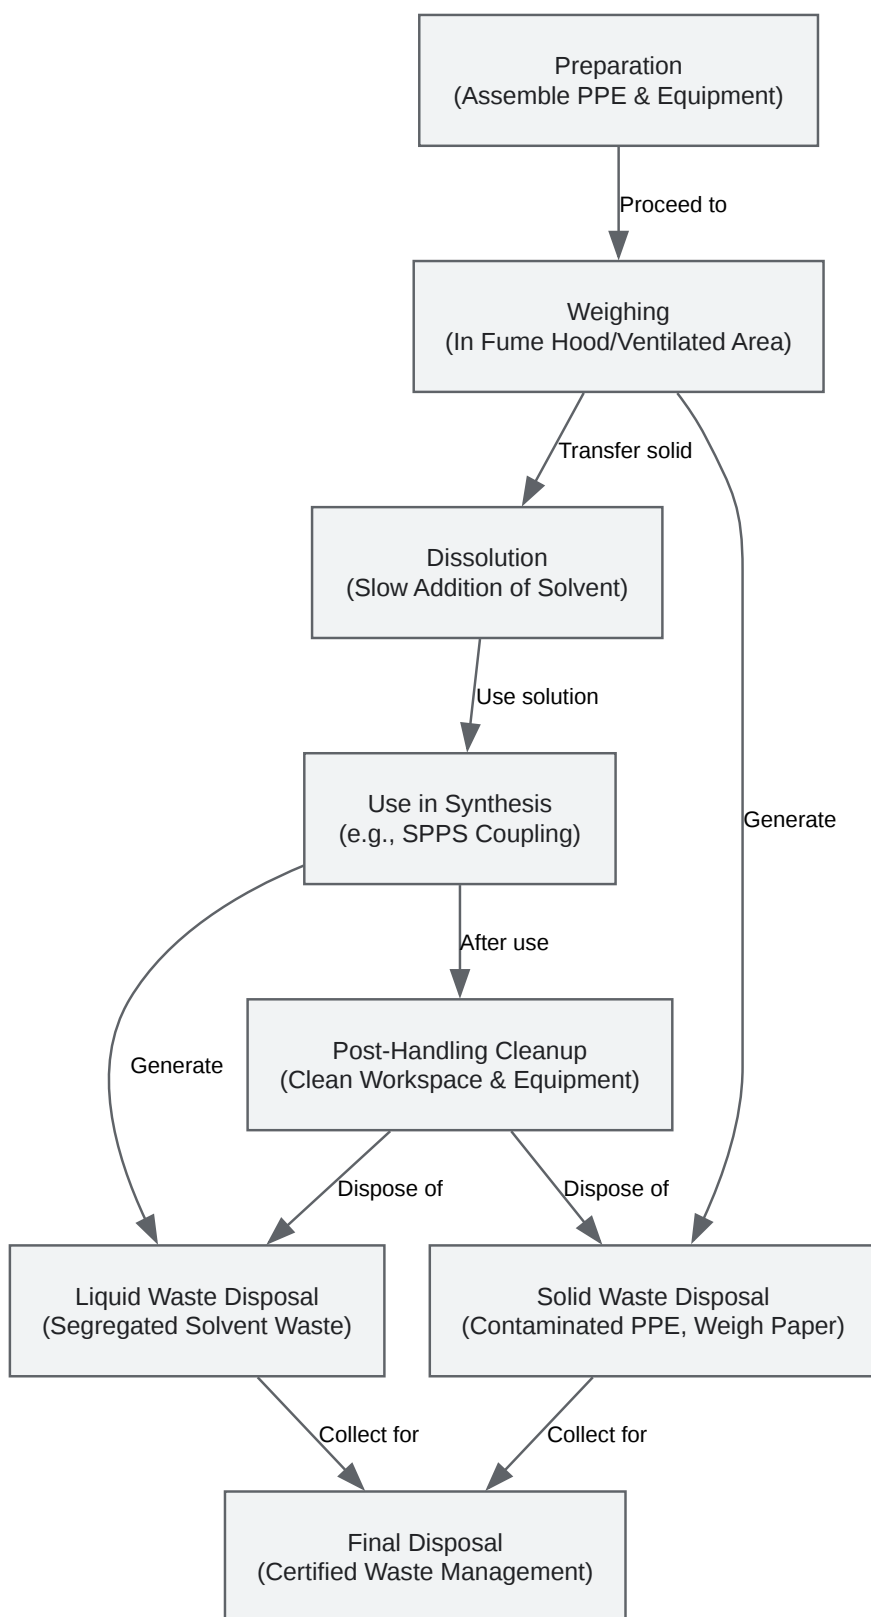 Preparation
(Assemble PPE & Equipment)
Proceed to
Weighing
(In Fume Hood/Ventilated Area)
Transfer solid
Dissolution
(Slow Addition of Solvent)
Use solution
Use in Synthesis
(e.g., SPPS Coupling)
Generate
After use
Post-Handling Cleanup
(Clean Workspace & Equipment)
Generate
Dispose of
Dispose of
Liquid Waste Disposal
(Segregated Solvent Waste)
Solid Waste Disposal
(Contaminated PPE, Weigh Paper)
Collect for
Collect for
Final Disposal
(Certified Waste Management)